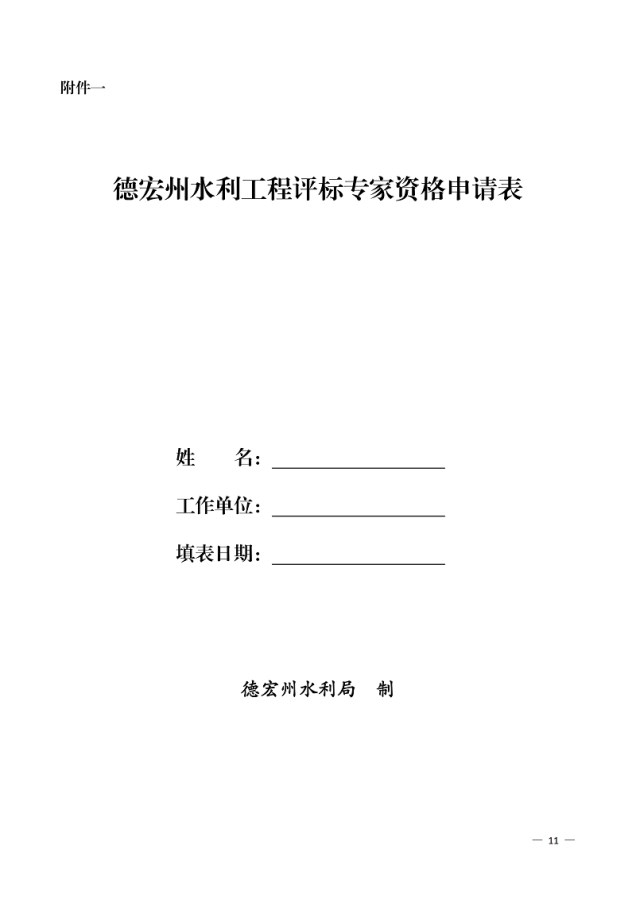 附件一
德宏州水利工程评标专家资格申请表
姓　　名：
工作单位：
填表日期：
德宏州水利局　制
— 11 —